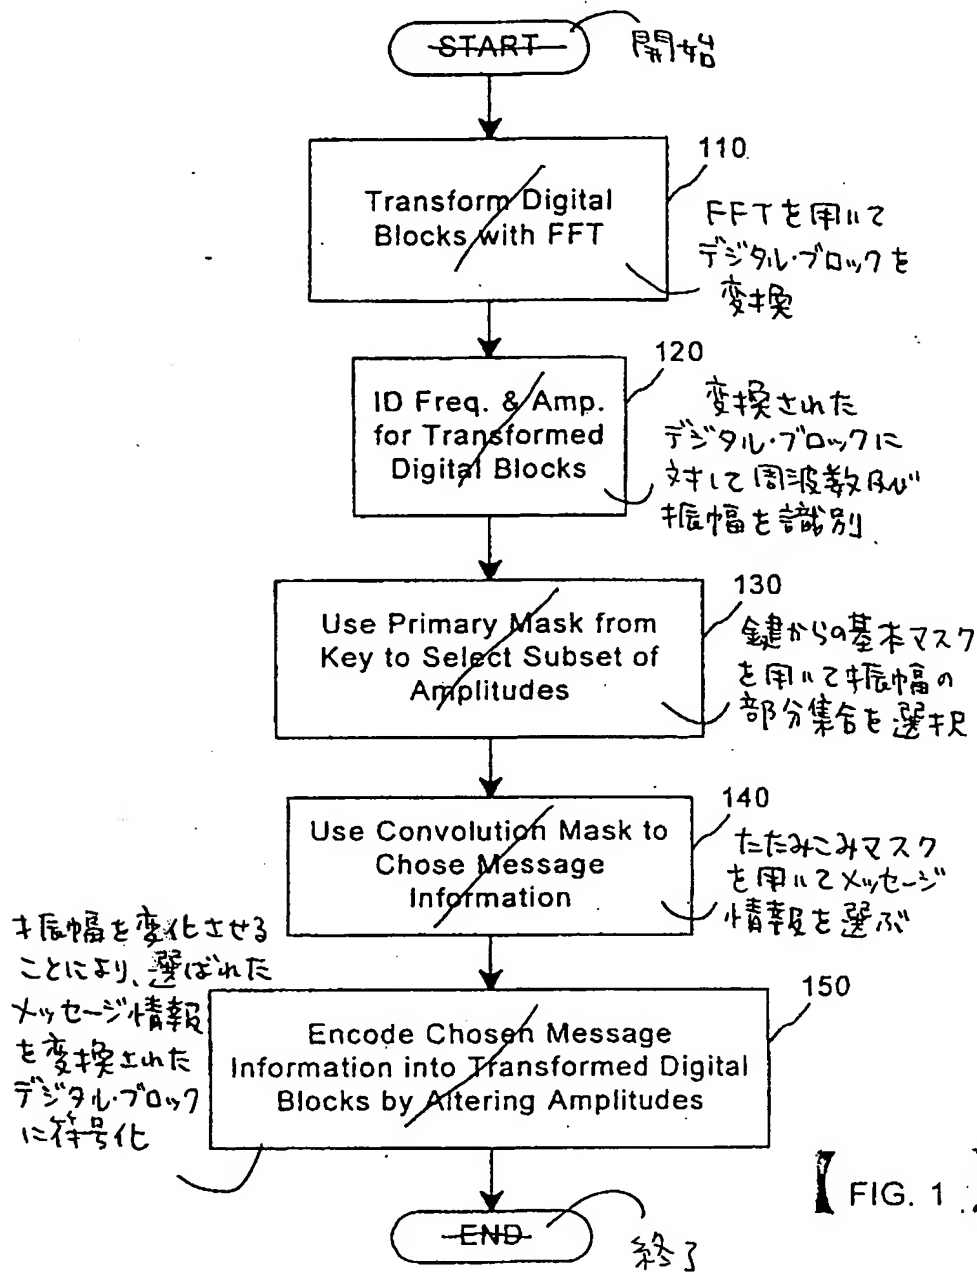 START
開始
110
Transform Digital
Blocks with FFT
FFTを用いて
デジタル・ブロックを
変換
120
ID Freq. & Amp.
for Transformed
Digital Blocks
変換された
デジタル・ブロックに
対して周波数及び
振幅を識別
130
Use Primary Mask from
Key to Select Subset of
Amplitudes
鍵からの基本マスク
を用いて振幅の
部分集合を選択
140
Use Convolution Mask to
Chose Message
Information
たたみこみマスク
を用いてメッセージ
情報を選ぶ
150
Encode Chosen Message
Information into Transformed Digital
Blocks by Altering Amplitudes
振幅を変化させる
ことにより、選ばれた
メッセージ情報
を変換された
デジタル・ブロック
に符号化
END
終了
【 FIG. 1 】